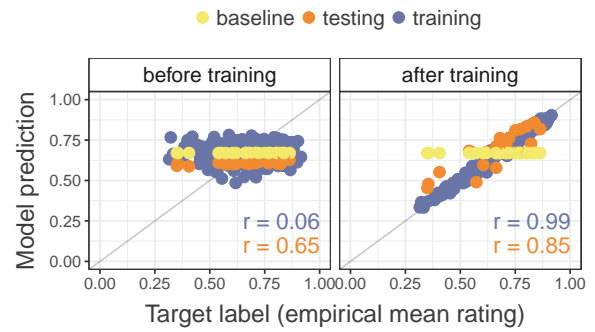 baseline testing training
before training after training
Model prediction
1.00
0.75
0.50
0.25
0.00
r = 0.06
r = 0.65
r = 0.99
r = 0.85
0.00 0.25 0.50 0.75 1.00 0.00 0.25 0.50 0.75 1.00
Target label (empirical mean rating)